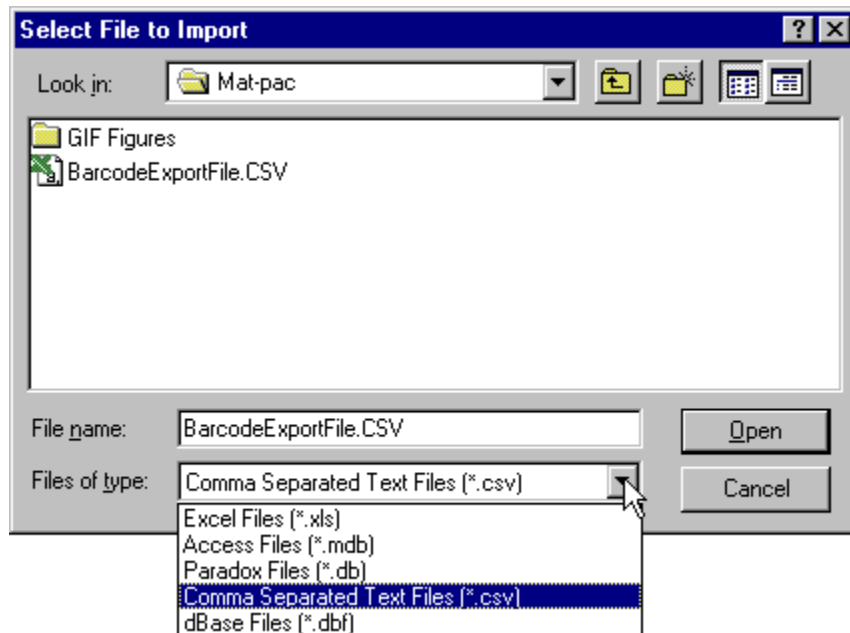 Select File to Import
Look in: Mat-pac
GIF Figures
BarcodeExportFile.CSV
File name: BarcodeExportFile.CSV Open
Files of type: Comma Separated Text Files (*.csv) Cancel
Excel Files (*.xls)
Access Files (*.mdb)
Paradox Files (*.db)
Comma Separated Text Files (*.csv)
dBase Files (*.dbf)